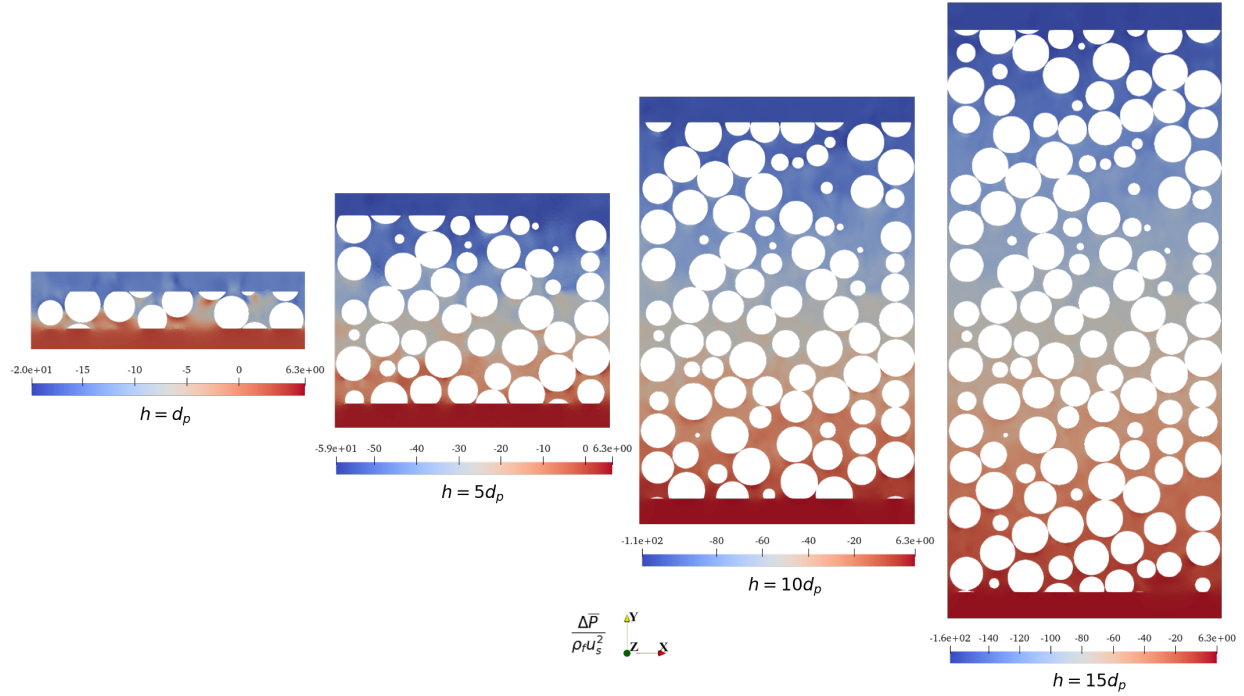 -2.0e+01 -15 -10 -5 0 6.3e+00
h = d_p
-5.9e+01 -50 -40 -30 -20 -10 0 6.3e+00
h = 5d_p
-1.1e+02 -80 -60 -40 -20 6.3e+00
h = 10d_p
-1.6e+02 -140 -120 -100 -80 -60 -40 -20 6.3e+00
h = 15d_p
ΔP̅
ρ_f u_s^2
Y
Z X